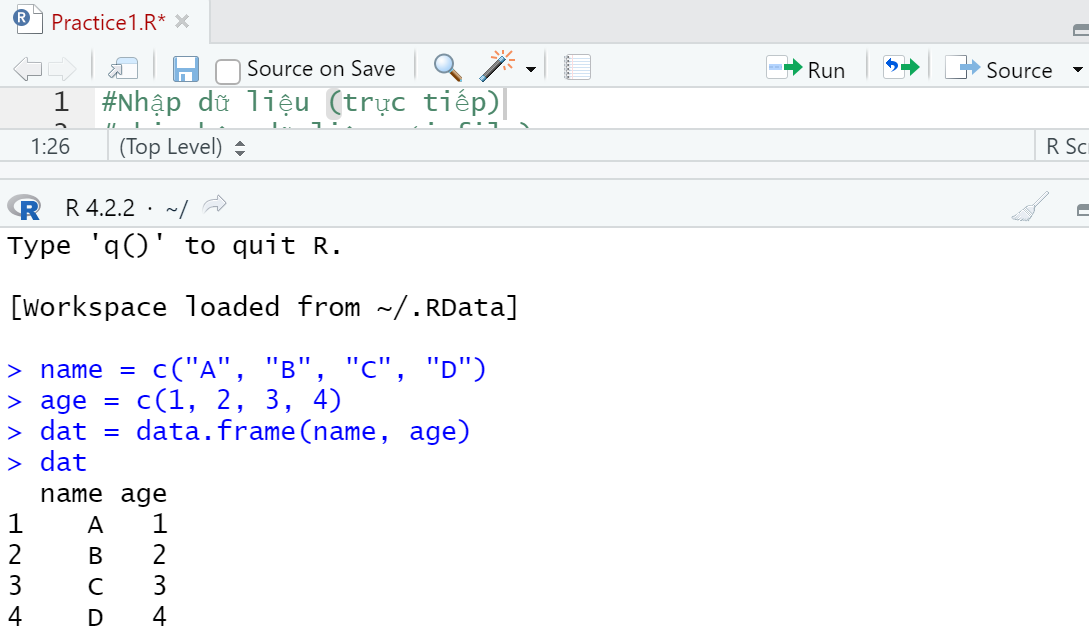 Practice1.R*
Source on Save
Run
Source
1 #Nhập dữ liệu (trực tiếp)
1:26 (Top Level) R Sc
R 4.2.2 · ~/
Type 'q()' to quit R.
[Workspace loaded from ~/.RData]
> name = c("A", "B", "C", "D")
> age = c(1, 2, 3, 4)
> dat = data.frame(name, age)
> dat
name age
1 A 1
2 B 2
3 C 3
4 D 4